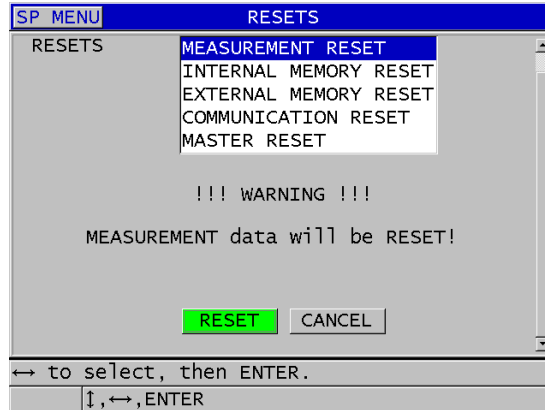 SP MENU RESETS
RESETS
MEASUREMENT RESET
INTERNAL MEMORY RESET
EXTERNAL MEMORY RESET
COMMUNICATION RESET
MASTER RESET
!!! WARNING !!!
MEASUREMENT data will be RESET!
RESET CANCEL
↔ to select, then ENTER.
↕,↔,ENTER